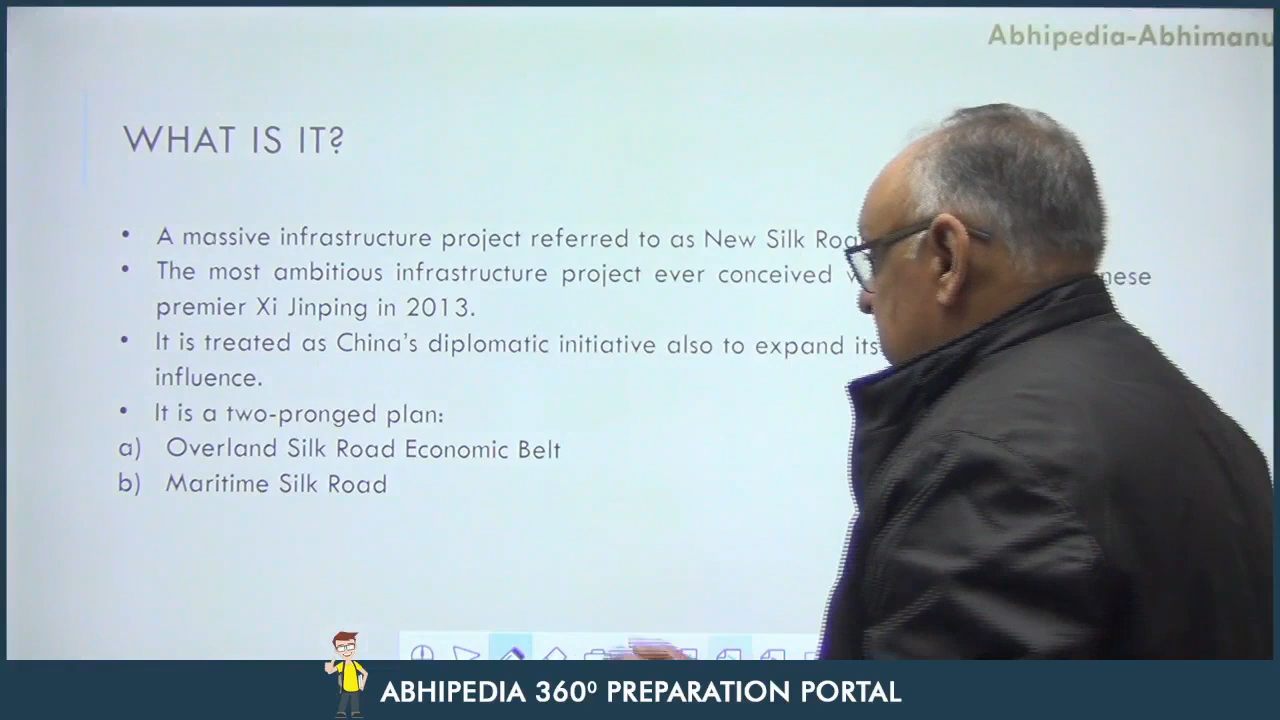 Abhipedia-Abhimanu
WHAT IS IT?
• A massive infrastructure project referred to as New Silk
• The most ambitious infrastructure project ever conceived
premier Xi Jinping in 2013.
• It is treated as China's diplomatic initiative also to expand its
influence.
• It is a two-pronged plan:
a) Overland Silk Road Economic Belt
b) Maritime Silk Road
ABHIPEDIA 360⁰ PREPARATION PORTAL